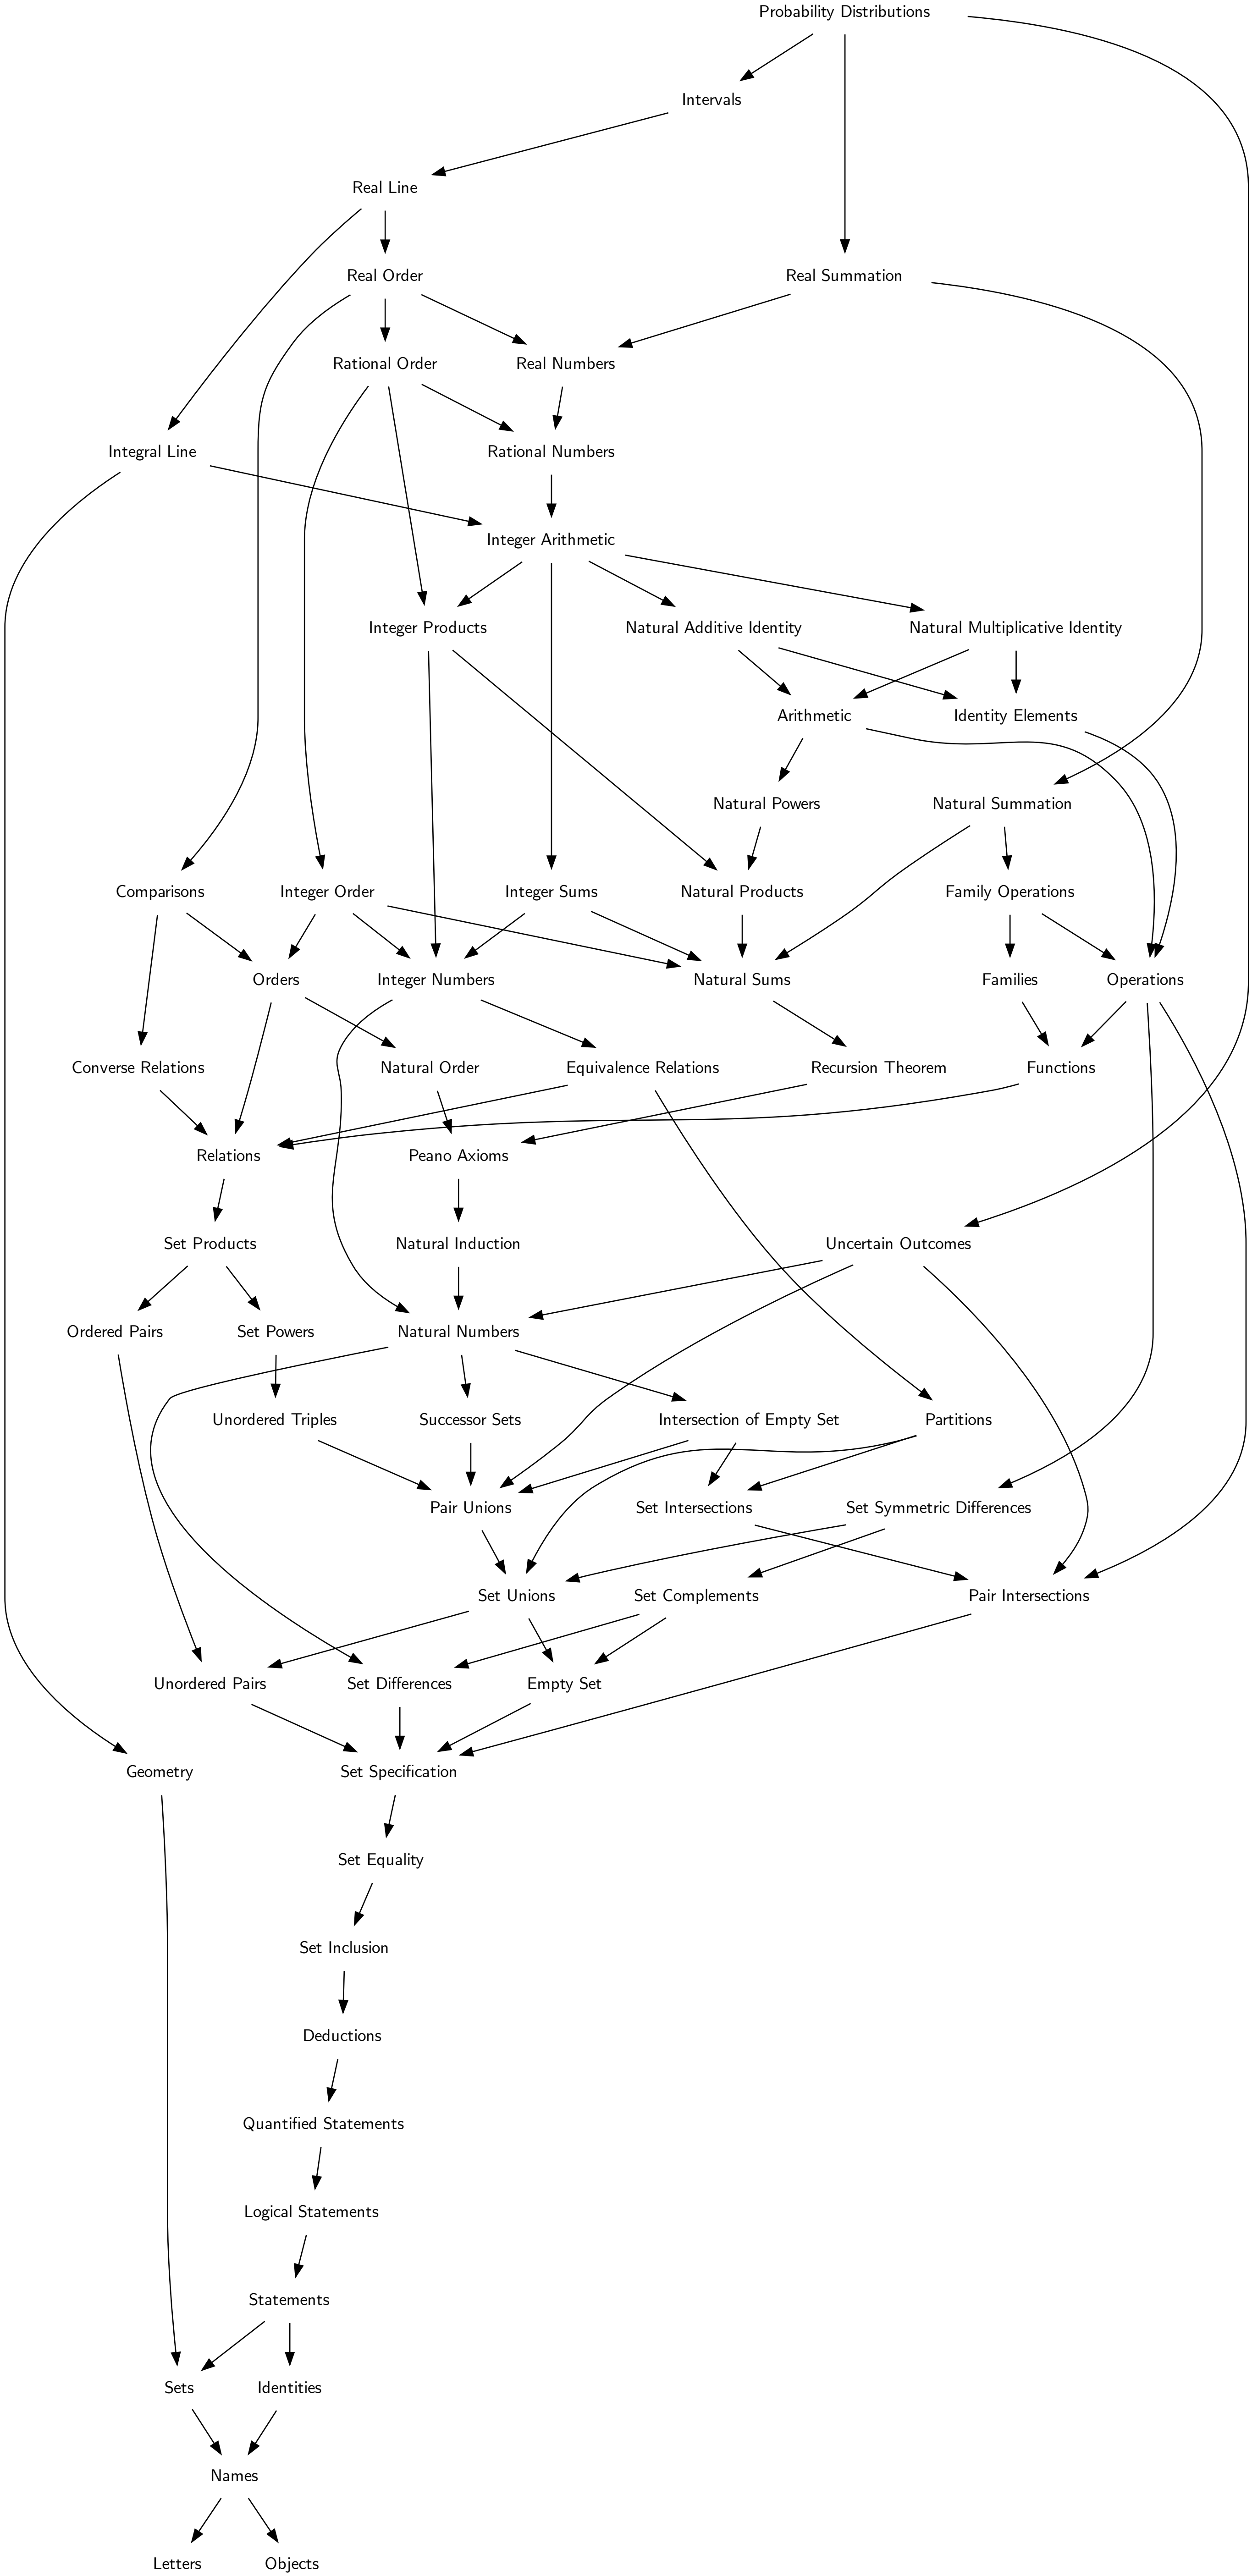 Probability Distributions
Intervals
Real Line
Real Order
Real Summation
Rational Order
Real Numbers
Integral Line
Rational Numbers
Integer Arithmetic
Integer Products
Natural Additive Identity
Natural Multiplicative Identity
Arithmetic
Identity Elements
Natural Powers
Natural Summation
Comparisons
Integer Order
Integer Sums
Natural Products
Family Operations
Orders
Integer Numbers
Natural Sums
Families
Operations
Converse Relations
Natural Order
Equivalence Relations
Recursion Theorem
Functions
Relations
Peano Axioms
Set Products
Natural Induction
Uncertain Outcomes
Ordered Pairs
Set Powers
Natural Numbers
Unordered Triples
Successor Sets
Intersection of Empty Set
Partitions
Pair Unions
Set Intersections
Set Symmetric Differences
Set Unions
Set Complements
Pair Intersections
Unordered Pairs
Set Differences
Empty Set
Geometry
Set Specification
Set Equality
Set Inclusion
Deductions
Quantified Statements
Logical Statements
Statements
Sets
Identities
Names
Letters
Objects